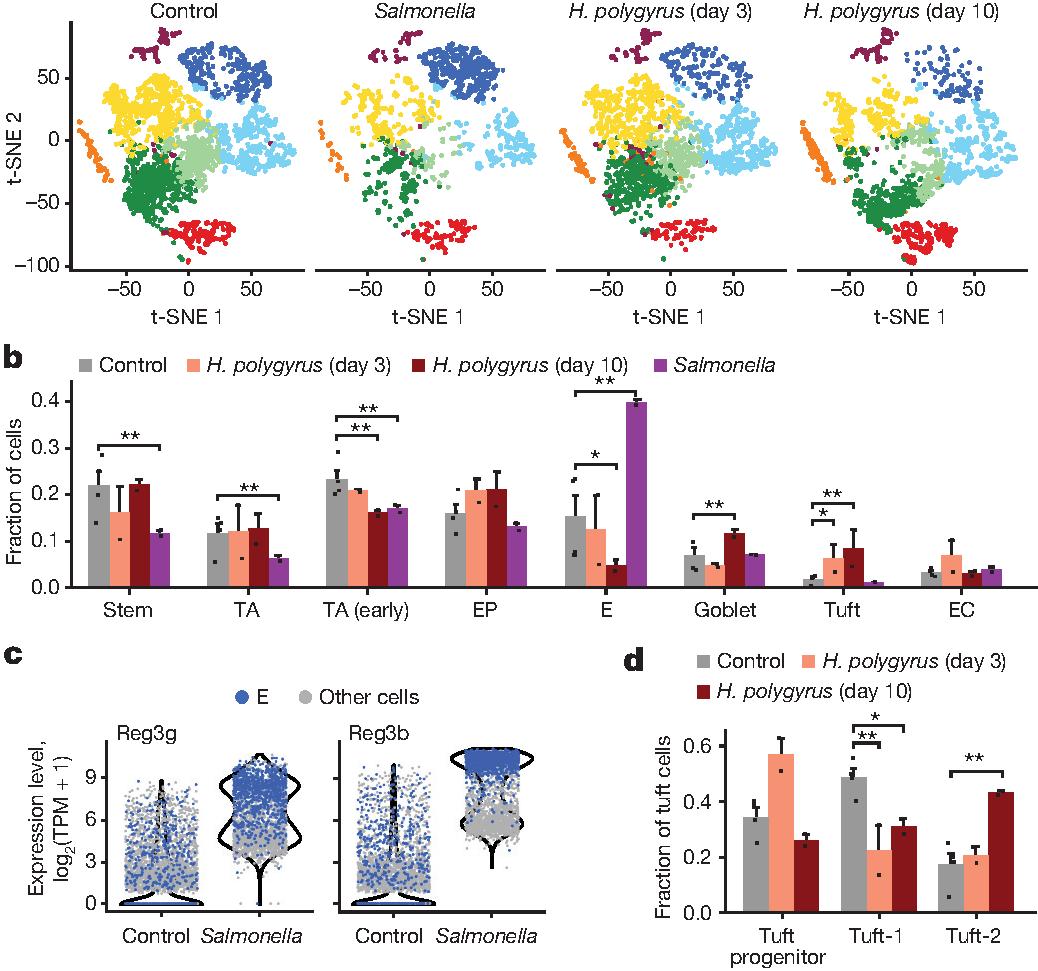 Control Salmonella H. polygyrus (day 3) H. polygyrus (day 10)
t-SNE 2
50
0
–50
–100
–50 0 50 –50 0 50 –50 0 50 –50 0 50
t-SNE 1 t-SNE 1 t-SNE 1 t-SNE 1
b
Control H. polygyrus (day 3) H. polygyrus (day 10) Salmonella
Fraction of cells
0.4
0.3
0.2
0.1
0.0
** ** ** ** ** * ** ** *
Stem TA TA (early) EP E Goblet Tuft EC
c
E Other cells
Reg3g Reg3b
Expression level,
log2(TPM + 1)
9
6
3
0
Control Salmonella Control Salmonella
d
Control H. polygyrus (day 3)
H. polygyrus (day 10)
Fraction of tuft cells
0.6
0.4
0.2
0.0
* ** **
Tuft Tuft-1 Tuft-2
progenitor